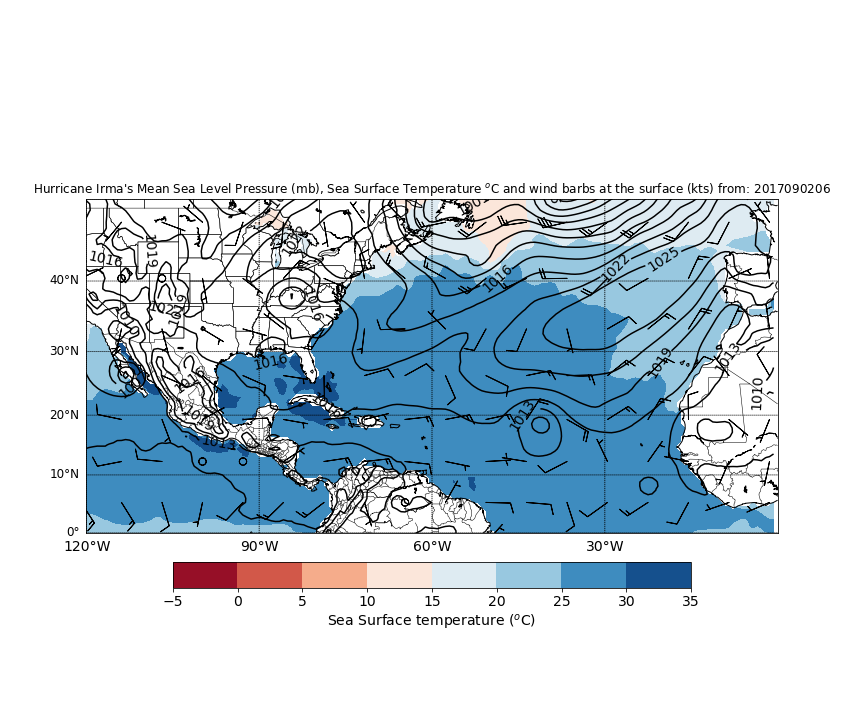 Hurricane Irma's Mean Sea Level Pressure (mb), Sea Surface Temperature °C and wind barbs at the surface (kts) from: 2017090206
1016
1019
1016
1022
1025
40°N
1016
30°N
1016
1019
1013
1010
20°N
1013
1013
10°N
0°
120°W 90°W 60°W 30°W
−5 0 5 10 15 20 25 30 35
Sea Surface temperature (°C)